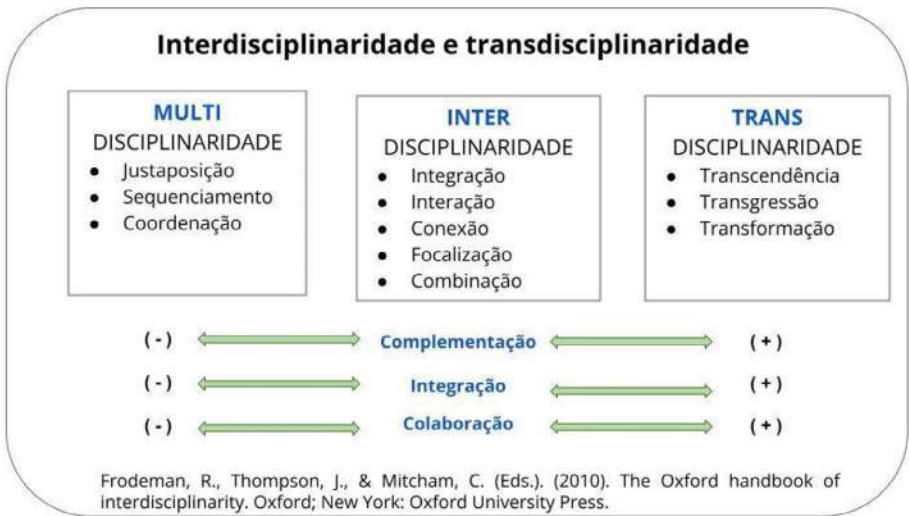 Interdisciplinaridade e transdisciplinaridade
MULTI
DISCIPLINARIDADE
● Justaposição
● Sequenciamento
● Coordenação
INTER
DISCIPLINARIDADE
● Integração
● Interação
● Conexão
● Focalização
● Combinação
TRANS
DISCIPLINARIDADE
● Transcendência
● Transgressão
● Transformação
( - ) Complementação ( + )
( - ) Integração ( + )
( - ) Colaboração ( + )
Frodeman, R., Thompson, J., & Mitcham, C. (Eds.). (2010). The Oxford handbook of
interdisciplinarity. Oxford; New York: Oxford University Press.